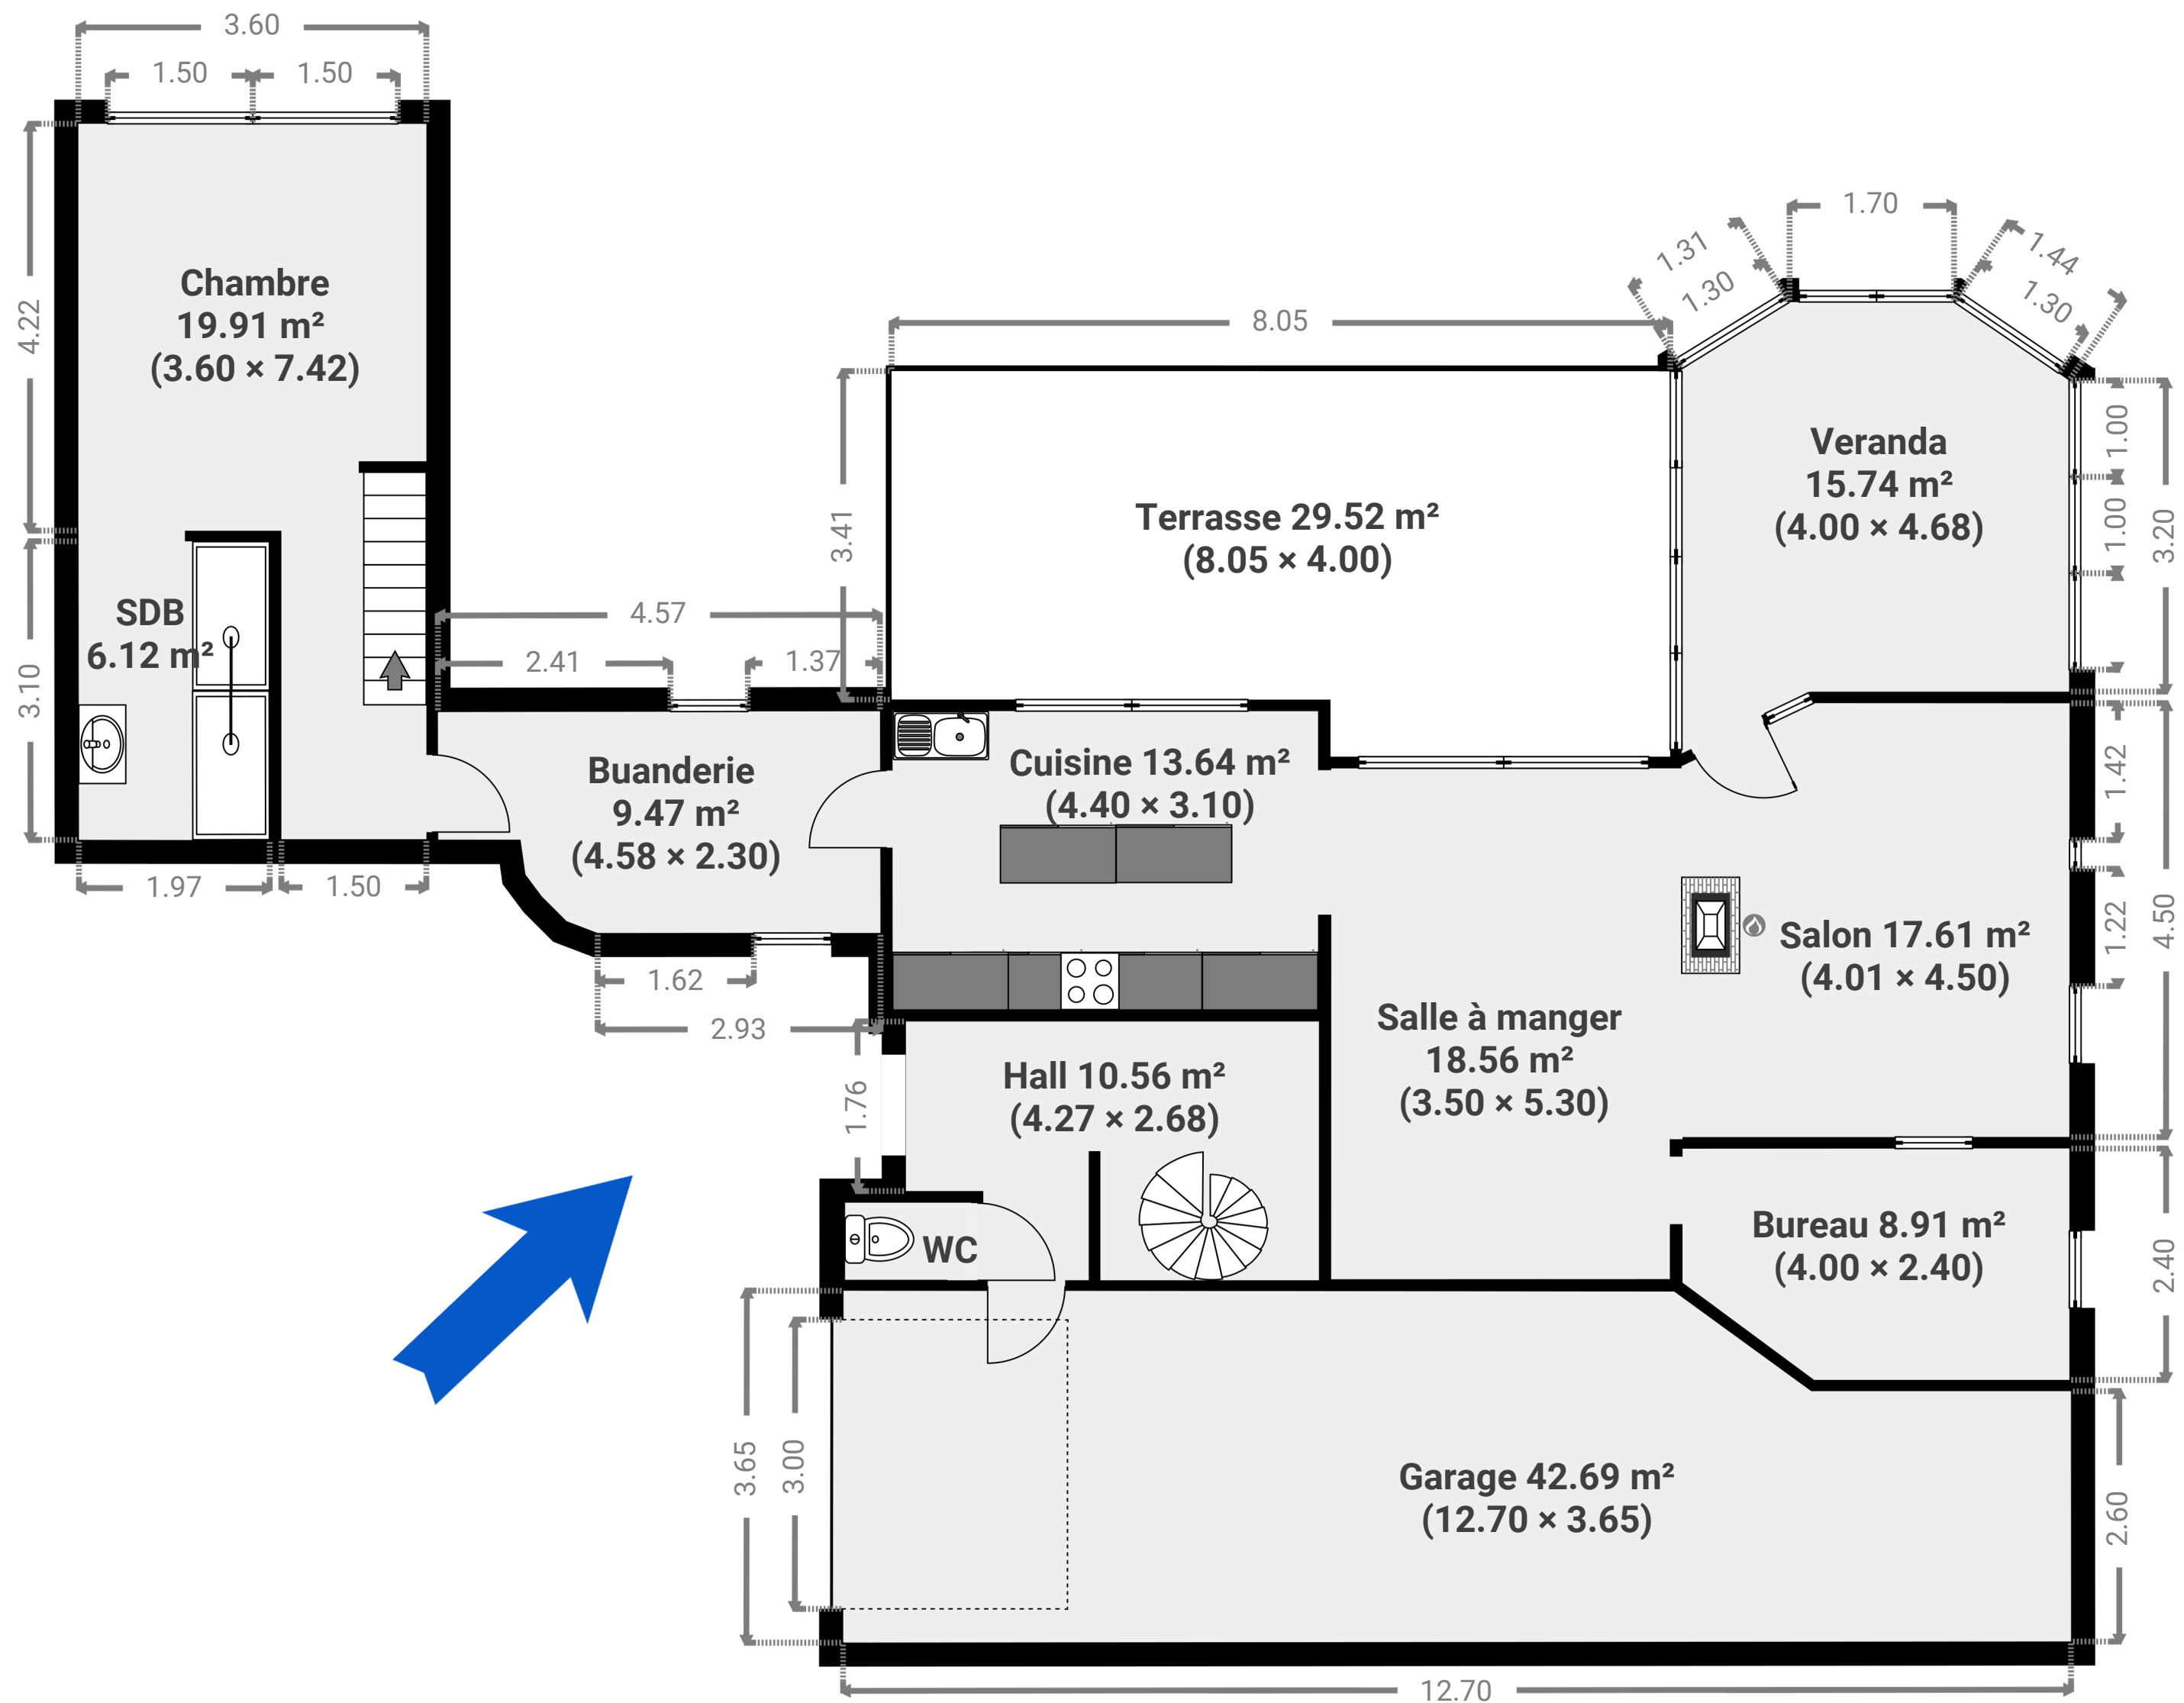 3.60
1.50
1.50
4.22
Chambre
19.91 m²
(3.60 × 7.42)
SDB
6.12 m²
3.10
1.97
1.50
4.57
2.41
1.37
Buanderie
9.47 m²
(4.58 × 2.30)
1.62
2.93
8.05
3.41
Terrasse 29.52 m²
(8.05 × 4.00)
1.31
1.30
1.70
1.44
1.30
Veranda
15.74 m²
(4.00 × 4.68)
1.00
1.00
3.20
Cuisine 13.64 m²
(4.40 × 3.10)
Salon 17.61 m²
(4.01 × 4.50)
1.42
1.22
4.50
Salle à manger
18.56 m²
(3.50 × 5.30)
Hall 10.56 m²
(4.27 × 2.68)
1.76
WC
Bureau 8.91 m²
(4.00 × 2.40)
2.40
3.65
3.00
Garage 42.69 m²
(12.70 × 3.65)
2.60
12.70